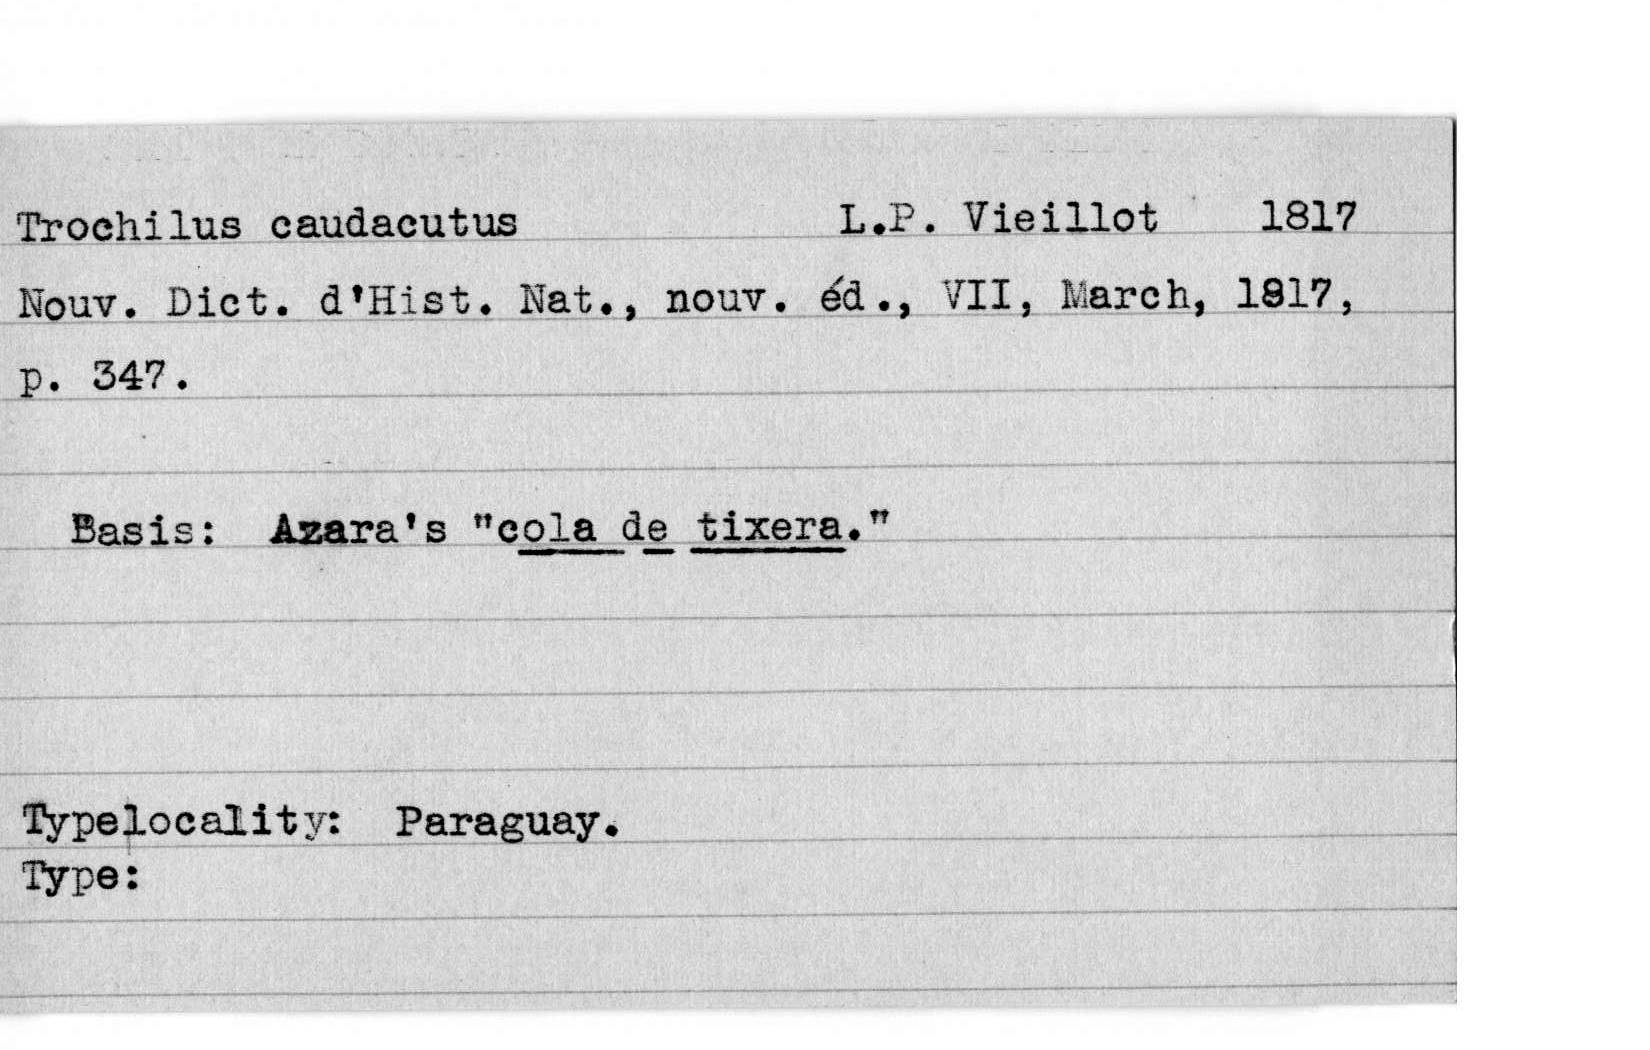 Trochilus caudacutus L.P. Vieillot 1817
Nouv. Dict. d'Hist. Nat., nouv. éd., VII, March, 1817,
p. 347.
Basis: Azara's "cola de tixera."
Typelocality: Paraguay.
Type: